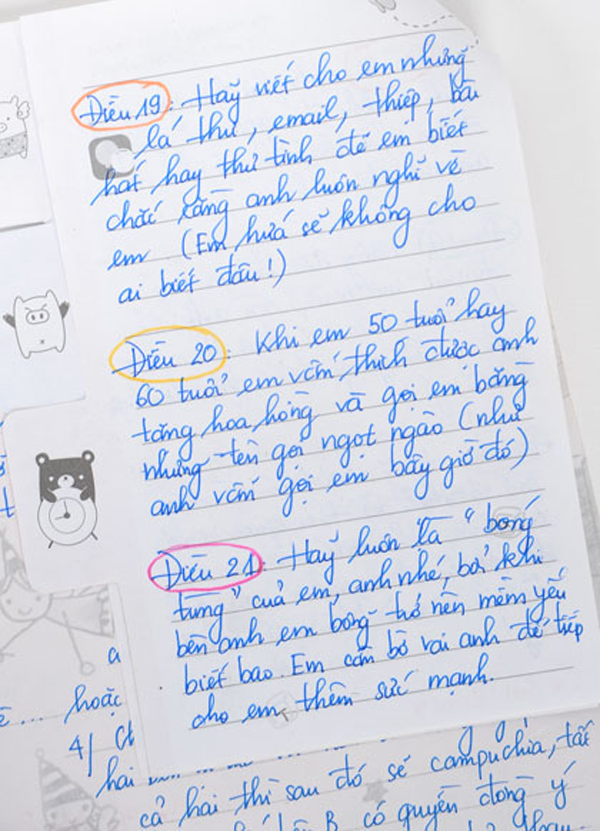 Điều 19: Hãy viết cho em những
lá thư, email, thiệp, bài
hát hay thư tình để em biết
chắc rằng anh luôn nghĩ về
em (Em hứa sẽ không cho
ai biết đâu!)
Điều 20: Khi em 50 tuổi hay
60 tuổi em vẫn thích được anh
tặng hoa hồng và gọi em bằng
những tên gọi ngọt ngào (như
anh vẫn gọi em bây giờ đó)
Điều 21: Hãy luôn là "bóng
tùng" của em, anh nhé, bởi khi
bên anh em bỗng trở nên mềm yếu
biết bao. Em cần bờ vai anh để tiếp
cho em thêm sức mạnh.
a
hoặc
4/
hai
cả hai thì sau đó sẽ campuchia, tất
B có quyền đồng ý